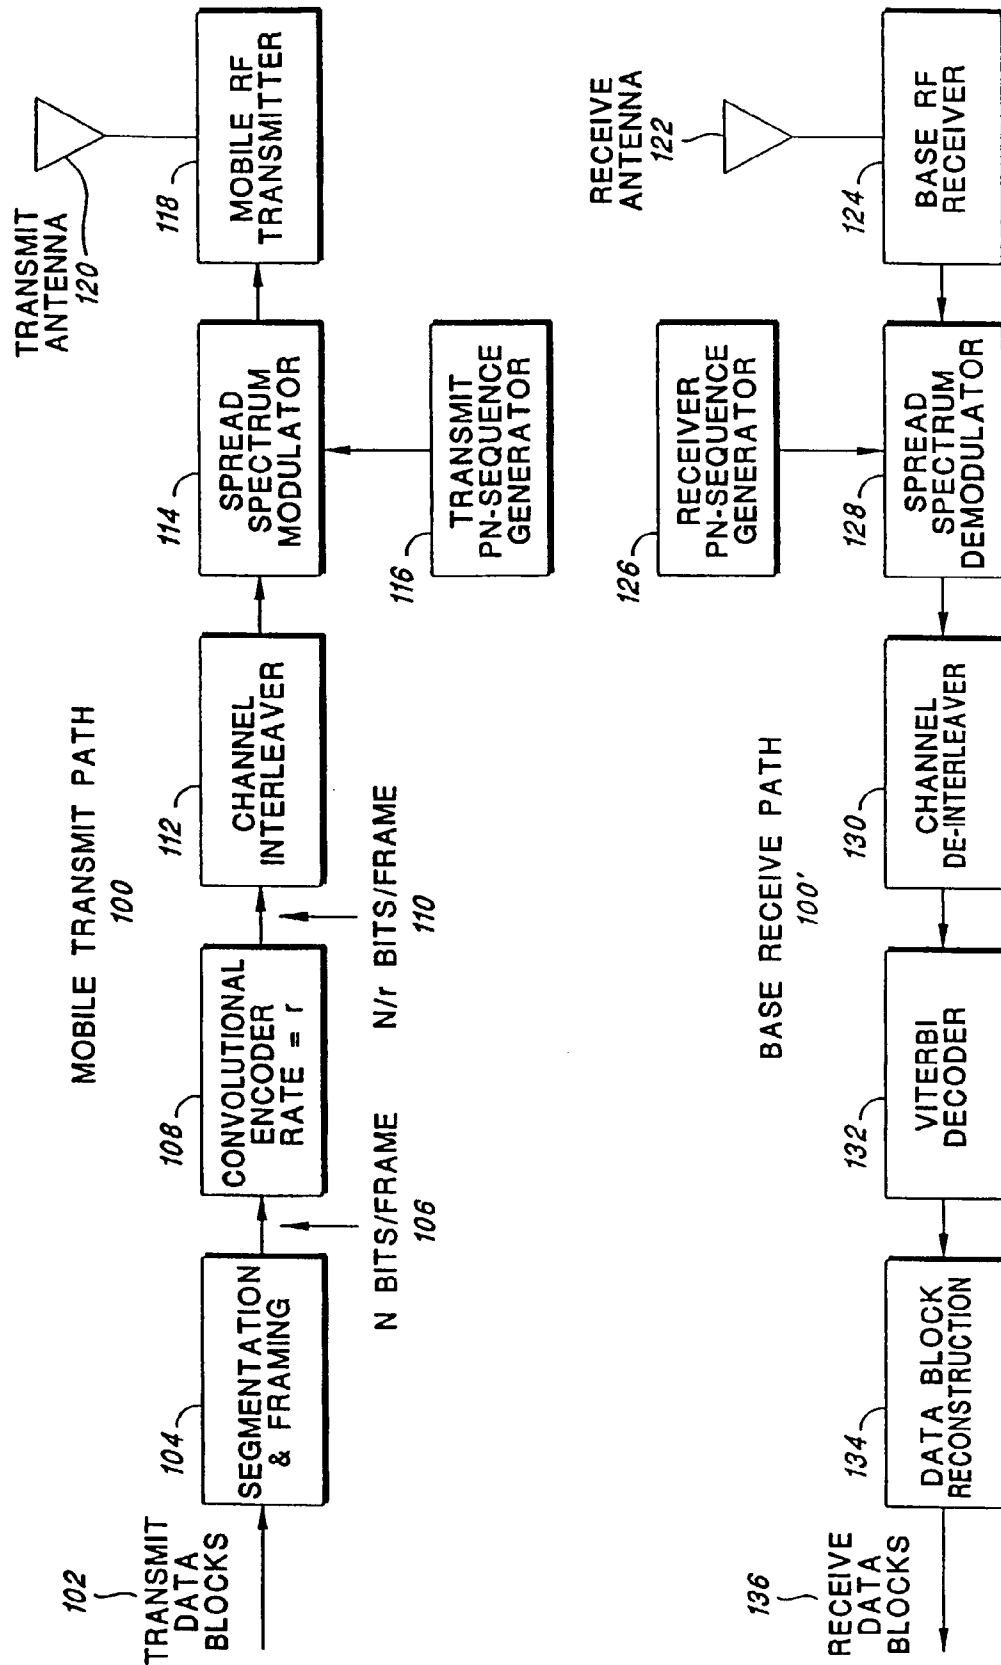 MOBILE TRANSMIT PATH
100
102
TRANSMIT
DATA
BLOCKS
104
SEGMENTATION
& FRAMING
N BITS/FRAME
106
108
CONVOLUTIONAL
ENCODER
RATE = r
N/r BITS/FRAME
110
112
CHANNEL
INTERLEAVER
114
SPREAD
SPECTRUM
MODULATOR
116
TRANSMIT
PN-SEQUENCE
GENERATOR
118
MOBILE RF
TRANSMITTER
TRANSMIT
ANTENNA
120
BASE RECEIVE PATH
100'
RECEIVE
ANTENNA
122
124
BASE RF
RECEIVER
126
RECEIVER
PN-SEQUENCE
GENERATOR
128
SPREAD
SPECTRUM
DEMODULATOR
130
CHANNEL
DE-INTERLEAVER
132
VITERBI
DECODER
134
DATA BLOCK
RECONSTRUCTION
136
RECEIVE
DATA
BLOCKS